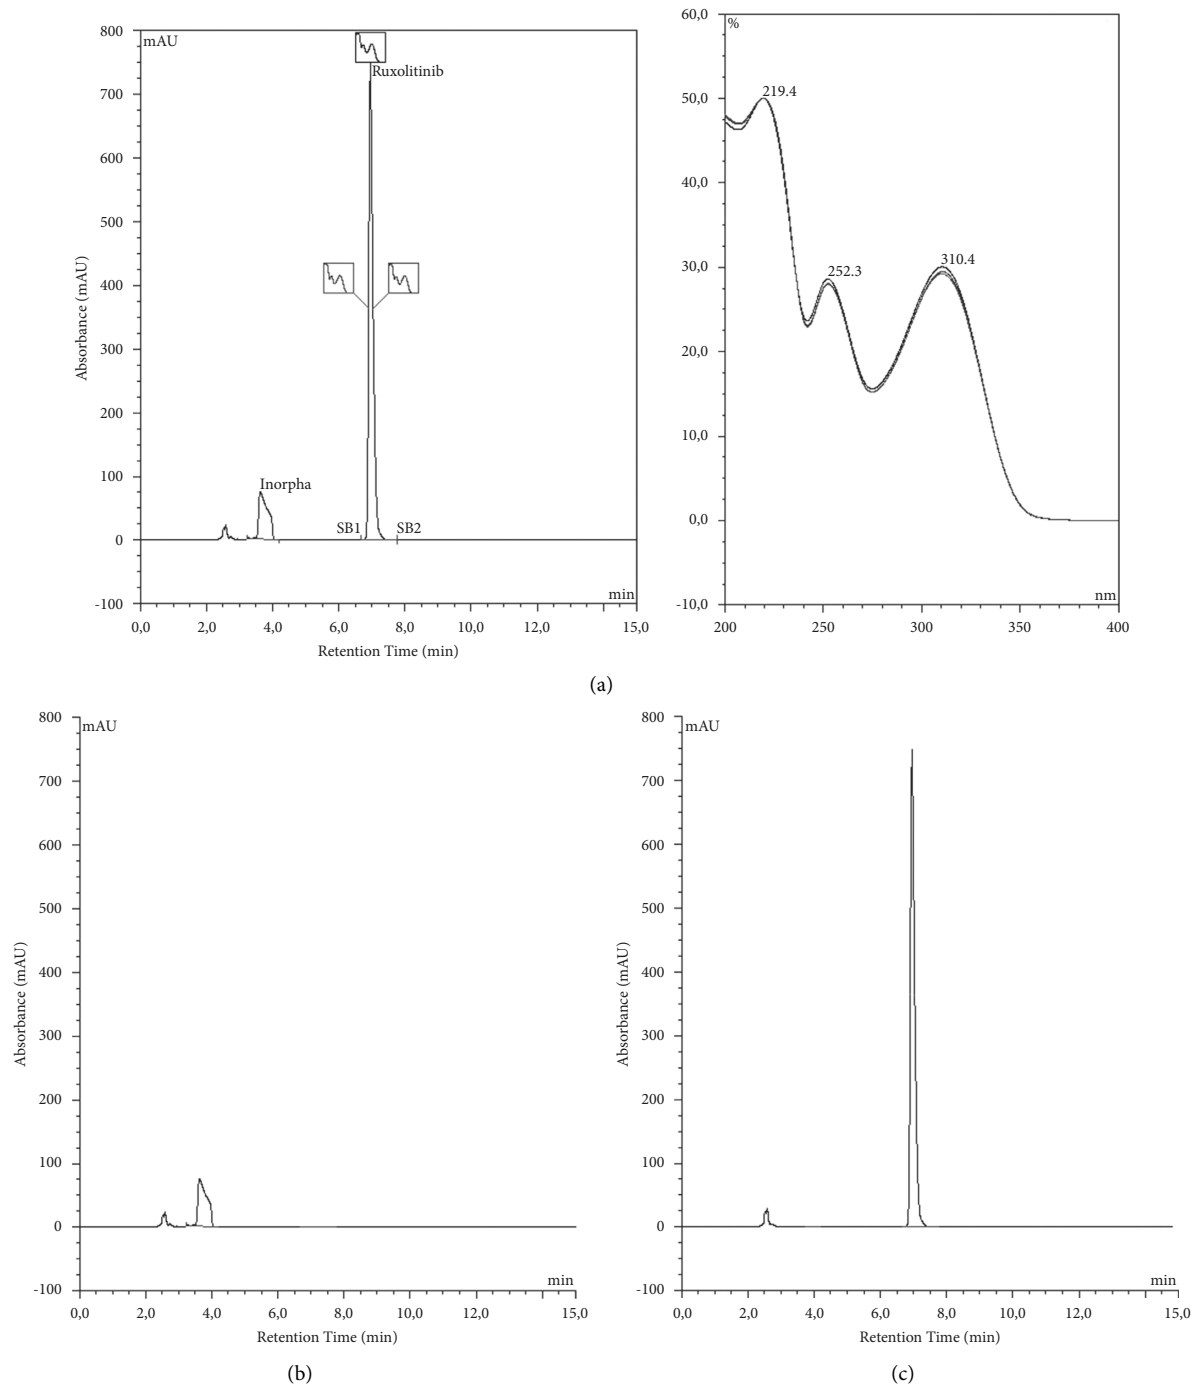 800
mAU
700
600
500
400
300
200
100
0
-100
Absorbance (mAU)
Ruxolitinib
Inorpha
SB1
SB2
min
0,0 2,0 4,0 6,0 8,0 10,0 12,0 15,0
Retention Time (min)
60,0
%
50,0
40,0
30,0
20,0
10,0
0,0
-10,0
219.4
252.3
310.4
nm
200 250 300 350 400
(a)
800
mAU
700
600
500
400
300
200
100
0
-100
Absorbance (mAU)
min
0,0 2,0 4,0 6,0 8,0 10,0 12,0 15,0
Retention Time (min)
(b)
800
mAU
700
600
500
400
300
200
100
0
-100
Absorbance (mAU)
min
0,0 2,0 4,0 6,0 8,0 10,0 12,0 15,0
Retention Time (min)
(c)